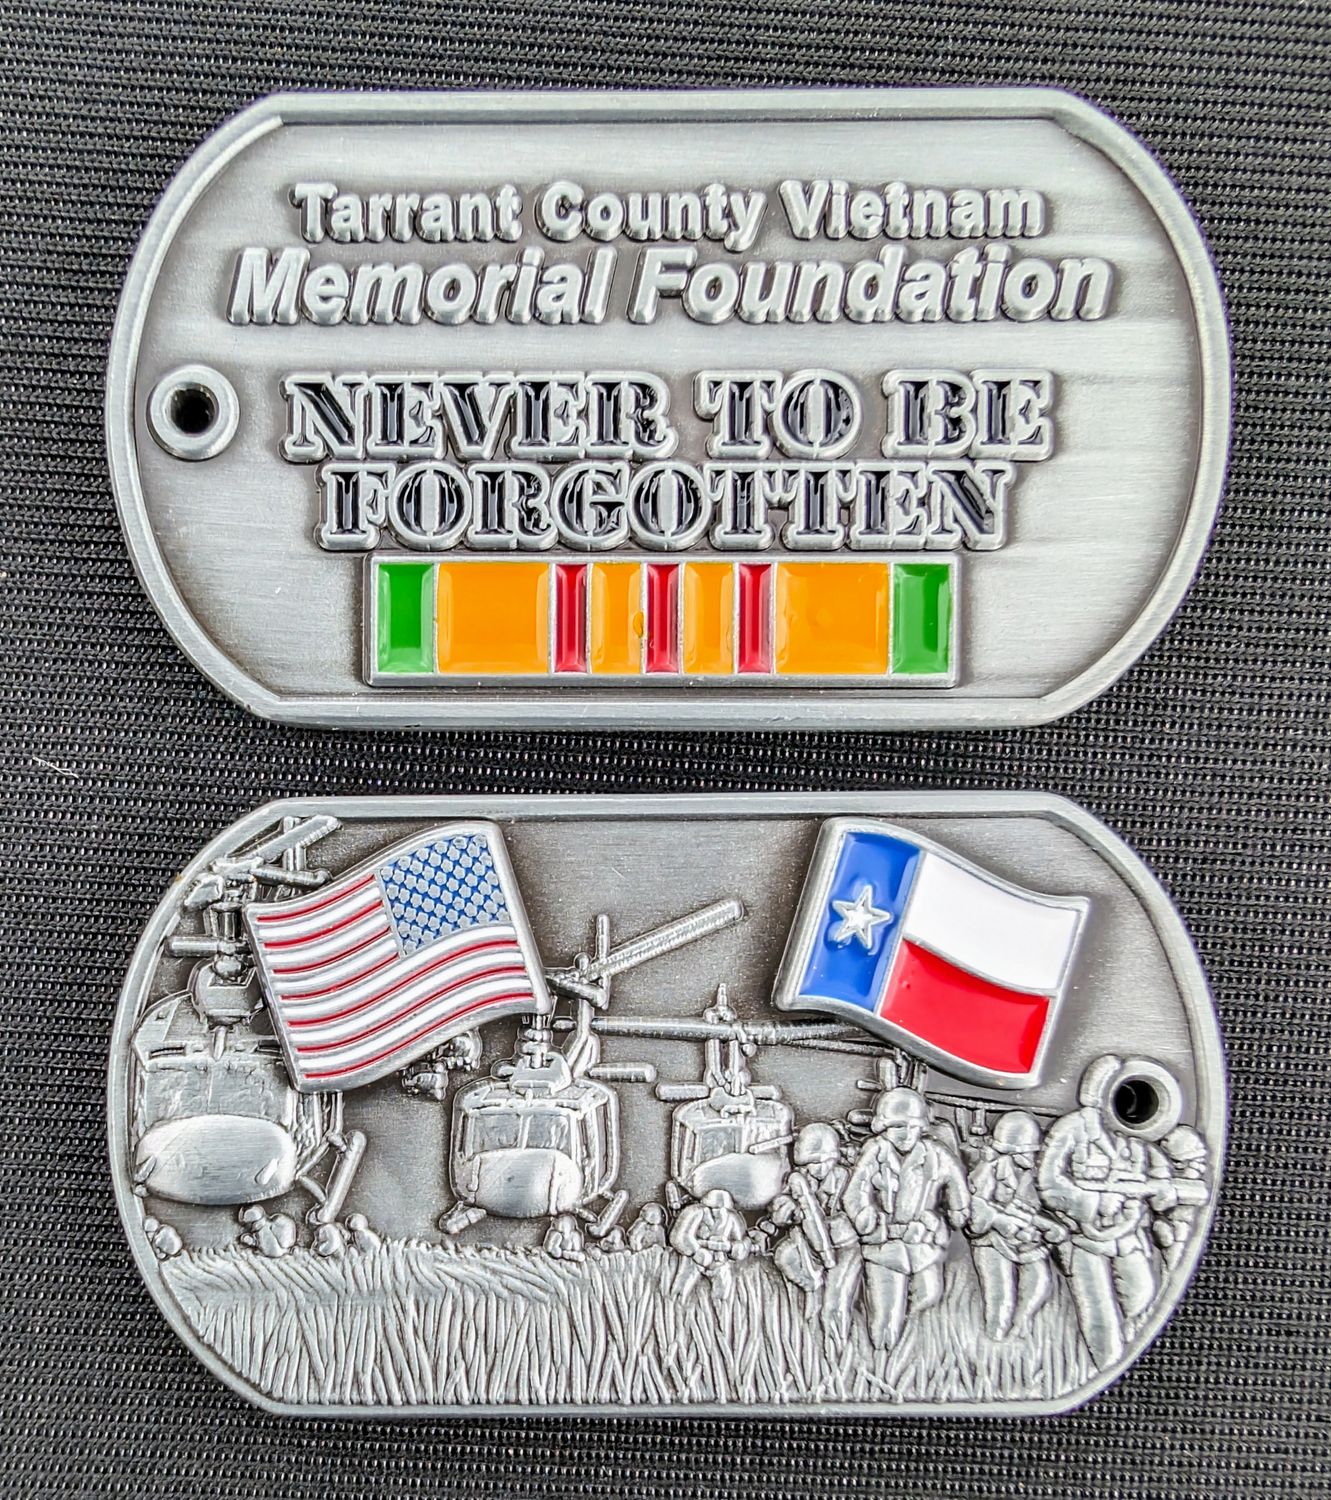 Tarrant County Vietnam
Memorial Foundation
NEVER TO BE
FORGOTTEN